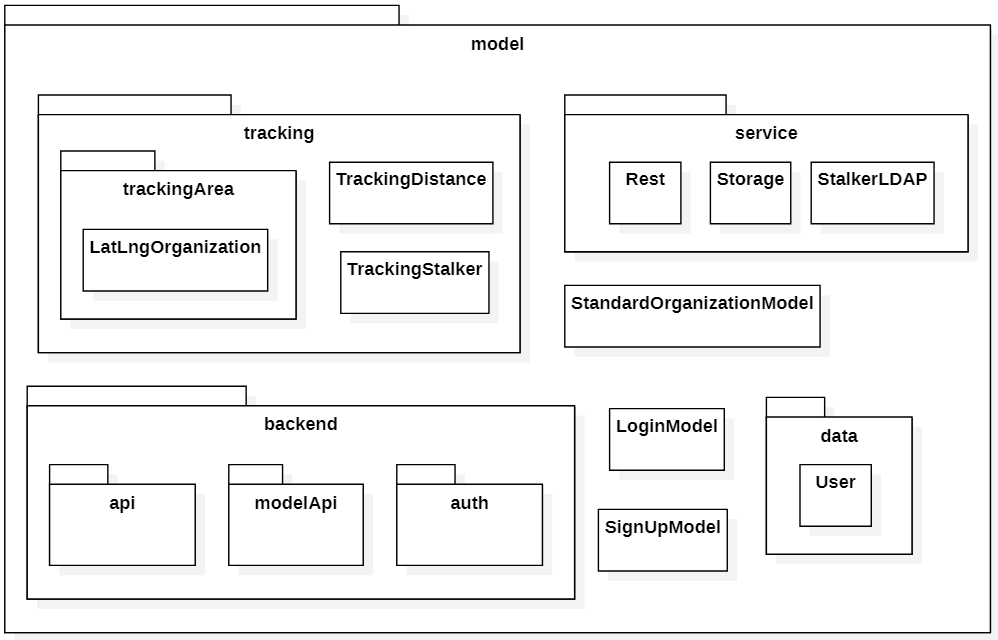 model
tracking
trackingArea
LatLngOrganization
TrackingDistance
TrackingStalker
service
Rest
Storage
StalkerLDAP
StandardOrganizationModel
backend
api
modelApi
auth
LoginModel
SignUpModel
data
User